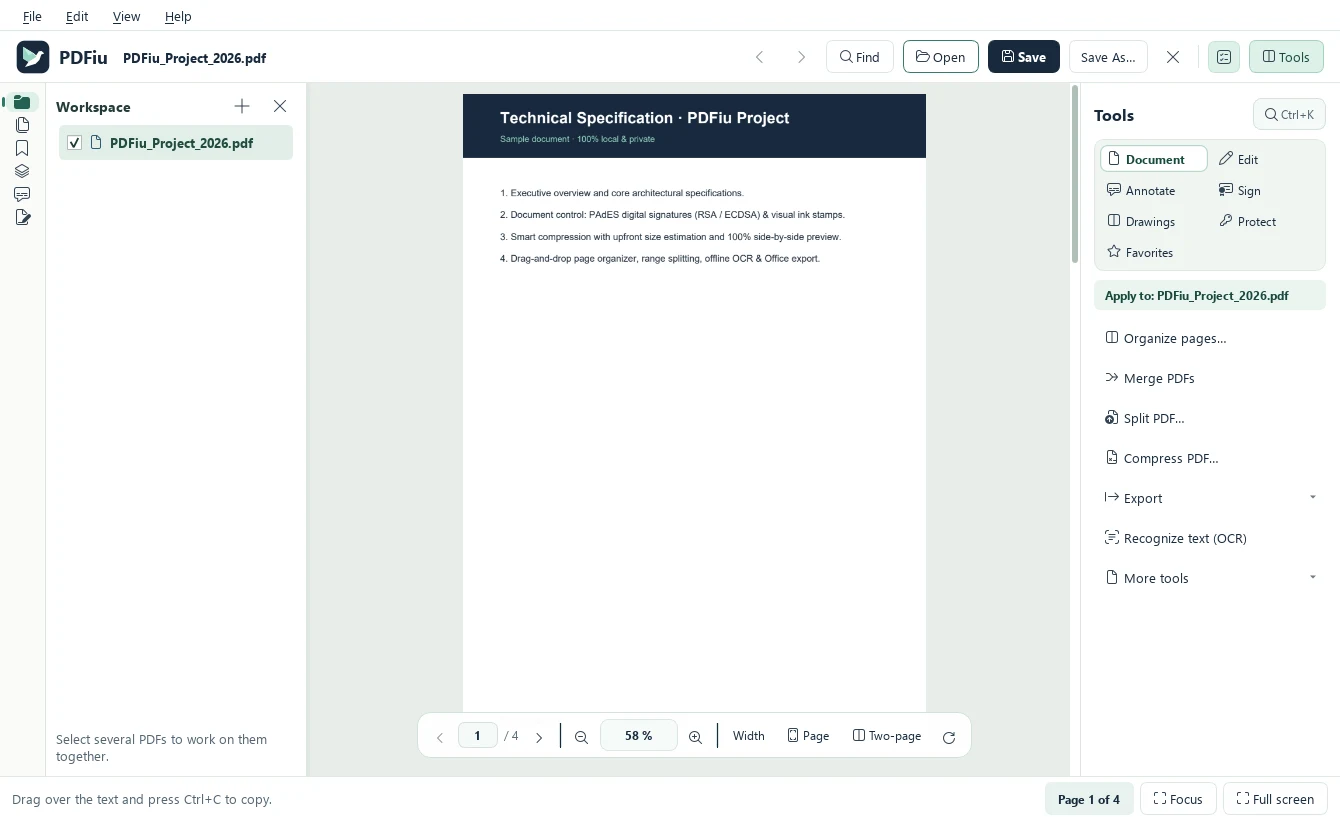 File Edit View Help
PDFiu PDFiu_Project_2026.pdf Find Open Save Save As... Tools
Workspace
PDFiu_Project_2026.pdf
Select several PDFs to work on them
together.
Technical Specification · PDFiu Project
Sample document · 100% local & private
1. Executive overview and core architectural specifications.
2. Document control: PAdES digital signatures (RSA / ECDSA) & visual ink stamps.
3. Smart compression with upfront size estimation and 100% side-by-side preview.
4. Drag-and-drop page organizer, range splitting, offline OCR & Office export.
1 / 4 58 % Width Page Two-page
Tools Ctrl+K
Document Edit
Annotate Sign
Drawings Protect
Favorites
Apply to: PDFiu_Project_2026.pdf
Organize pages...
Merge PDFs
Split PDF...
Compress PDF...
Export
Recognize text (OCR)
More tools
Drag over the text and press Ctrl+C to copy. Page 1 of 4 Focus Full screen